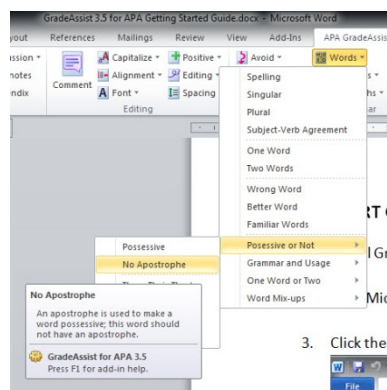 GradeAssist 3.5 for APA Getting Started Guide.docx - Microsoft Word
yout References Mailings Review View Add-Ins APA GradeAssis
ssion Capitalize Positive Avoid Words
notes Comment Alignment Editing
ndix Font Spacing
Editing
Spelling
Singular
Plural
Subject-Verb Agreement
One Word
Two Words
Wrong Word
Better Word
Familiar Words
Posessive or Not
Grammar and Usage
One Word or Two
Word Mix-ups
Possessive
No Apostrophe
No Apostrophe
An apostrophe is used to make a
word possessive; this word should
not have an apostrophe.
GradeAssist for APA 3.5
Press F1 for add-in help.
3. Click the
File